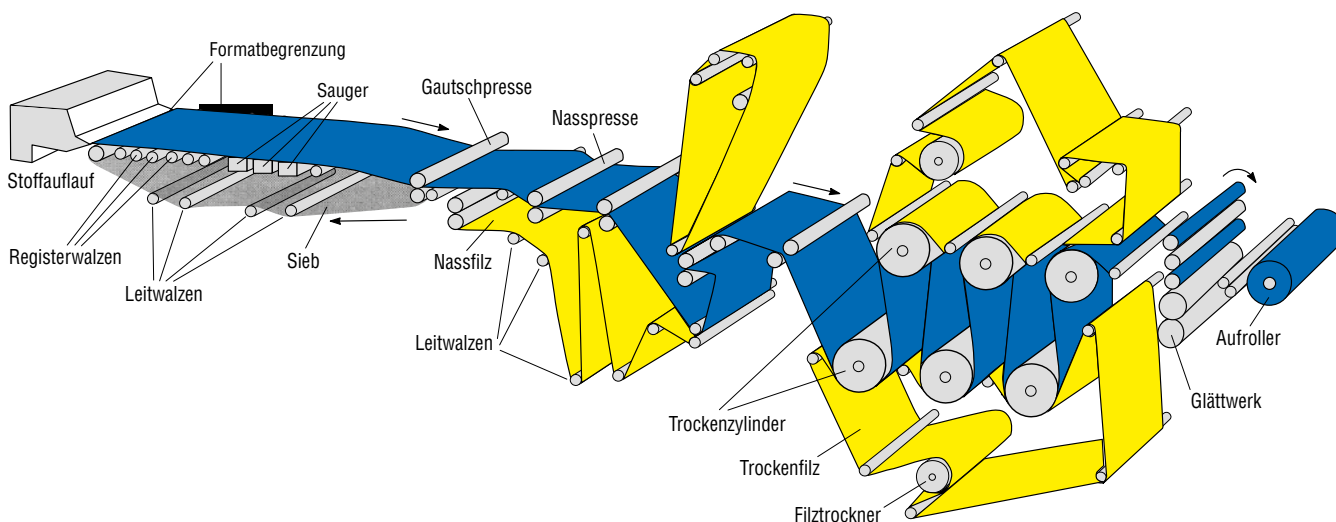 Formatbegrenzung
Sauger
Gautschpresse
Nasspresse
Stoffauflauf
Registerwalzen
Leitwalzen
Sieb
Nassfilz
Leitwalzen
Trockenzylinder
Trockenfilz
Filztrockner
Aufroller
Glättwerk